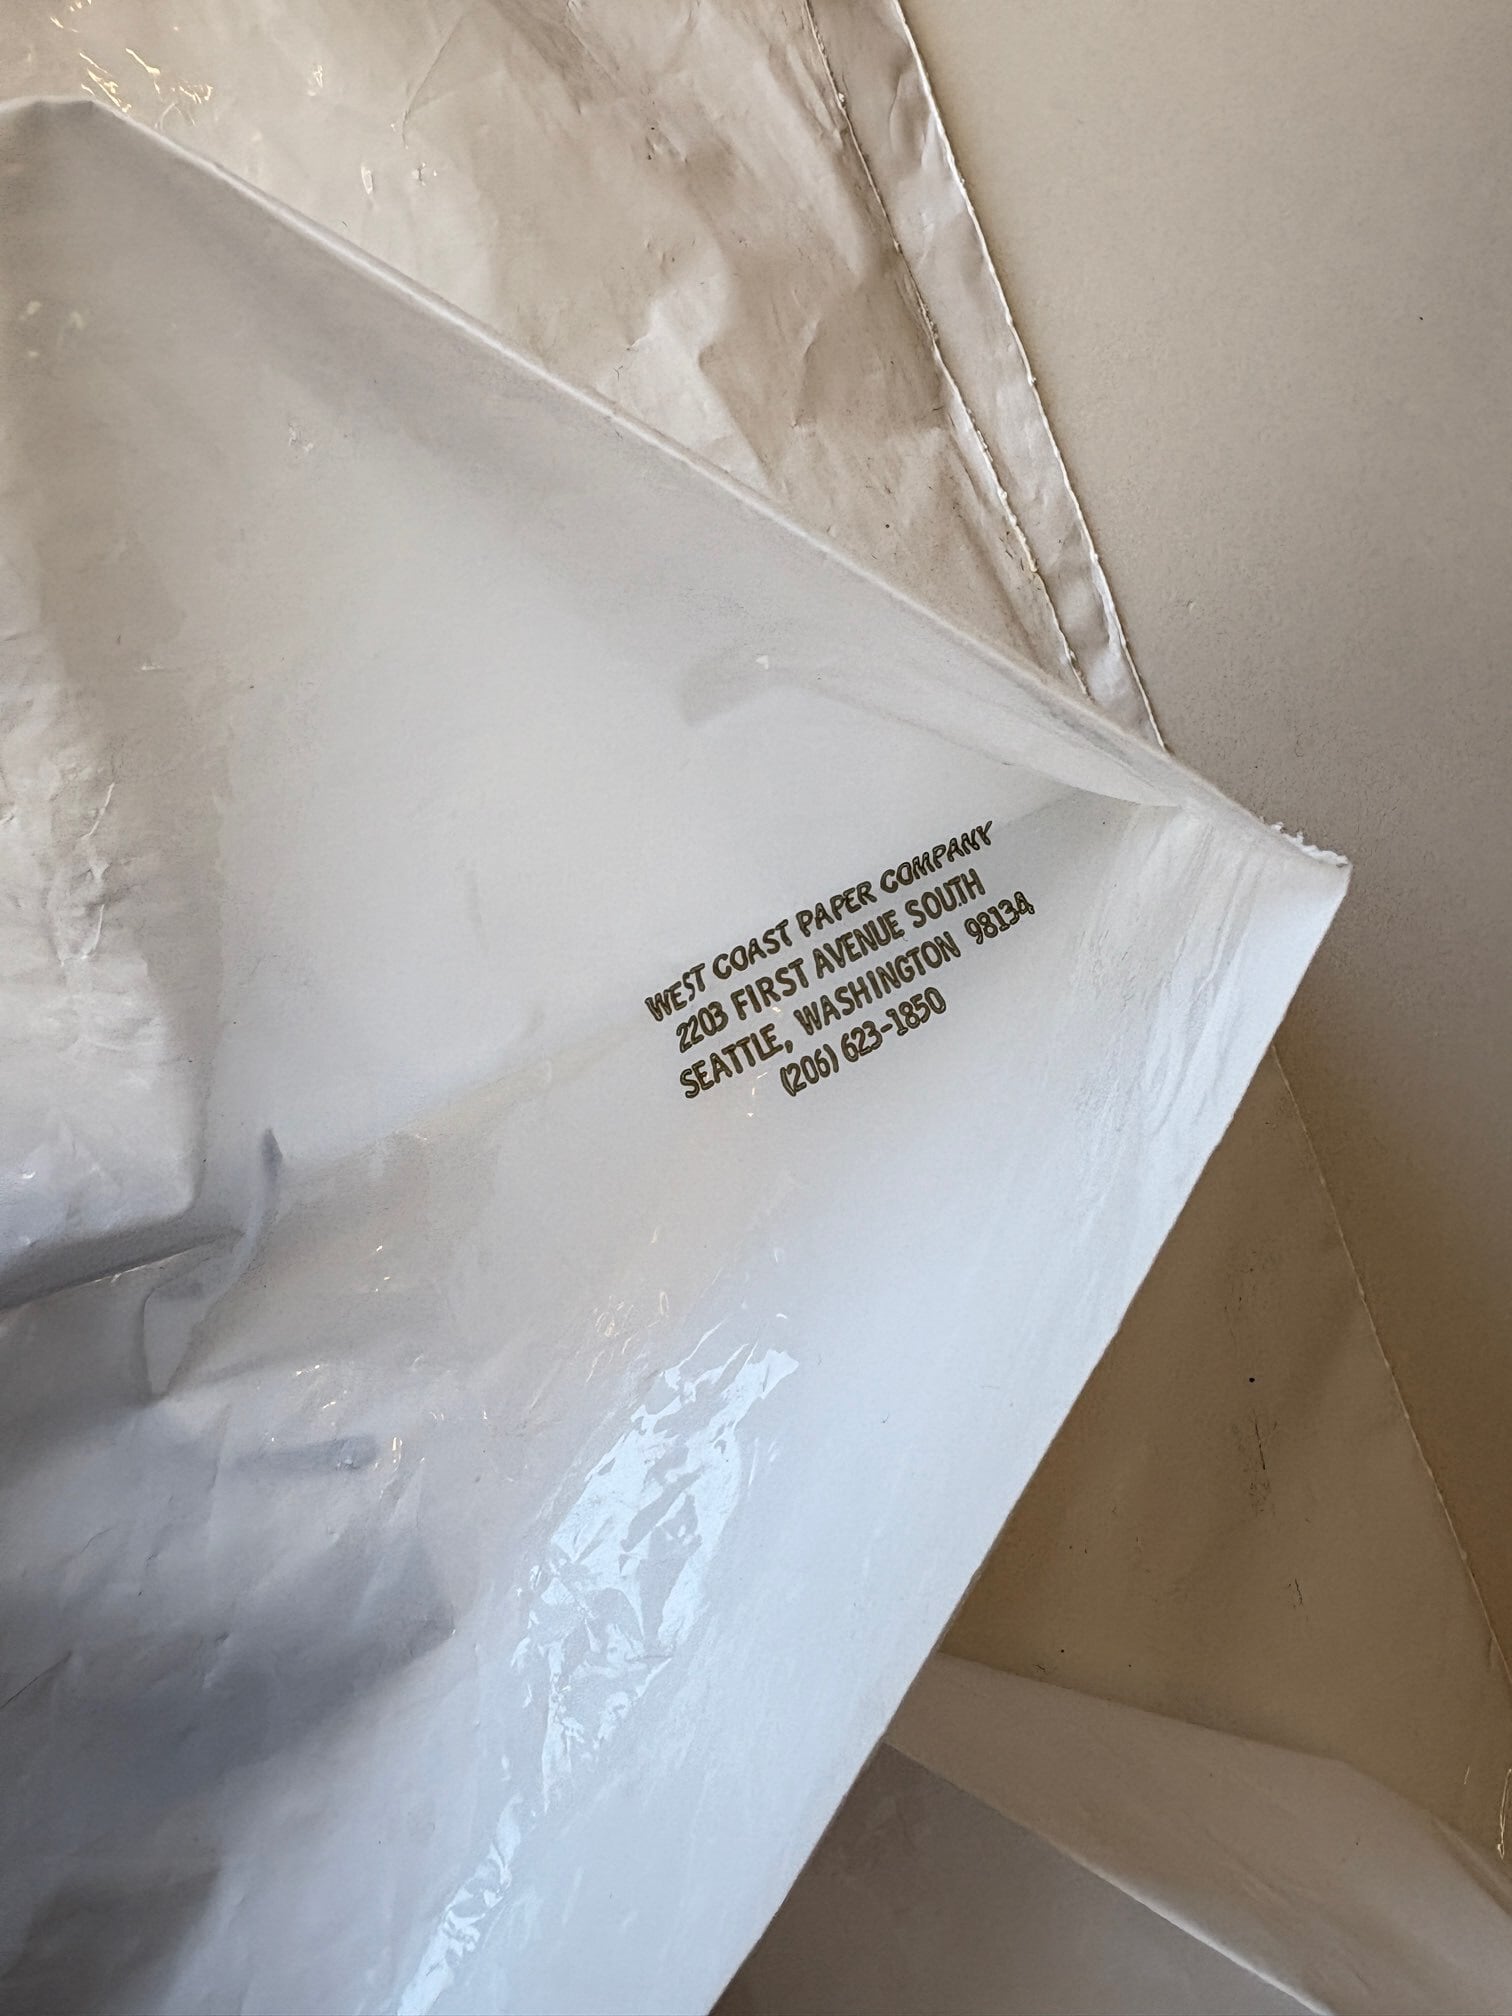 WEST COAST PAPER COMPANY
2203 FIRST AVENUE SOUTH
SEATTLE, WASHINGTON 98134
(206) 623-1850